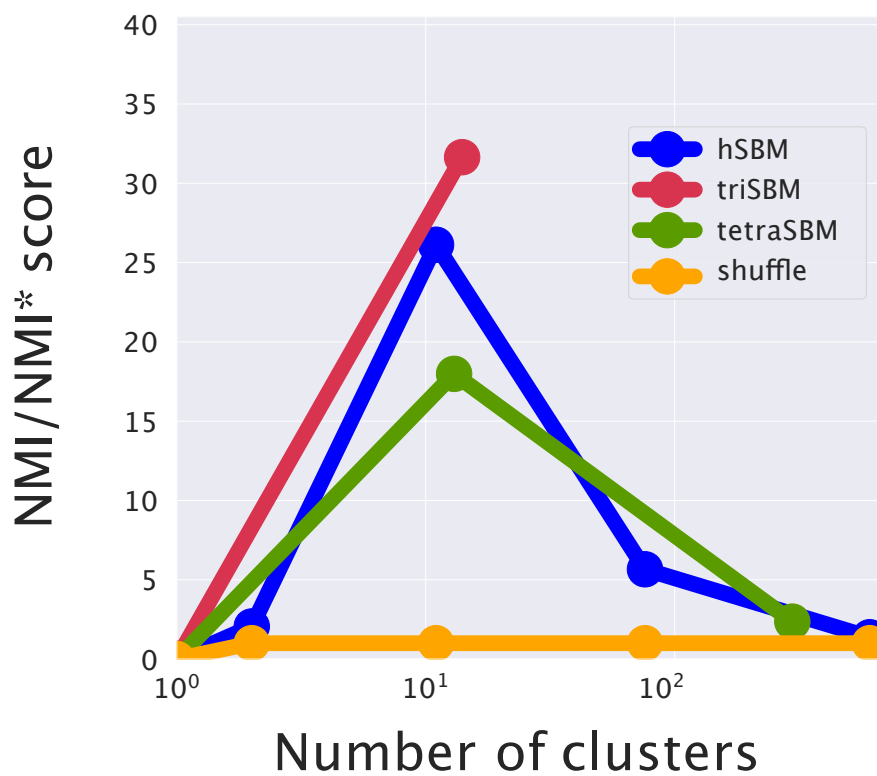 40
35
30
25
20
15
10
5
0
NMI/NMI* score
hSBM
triSBM
tetraSBM
shuffle
10⁰ 10¹ 10²
Number of clusters